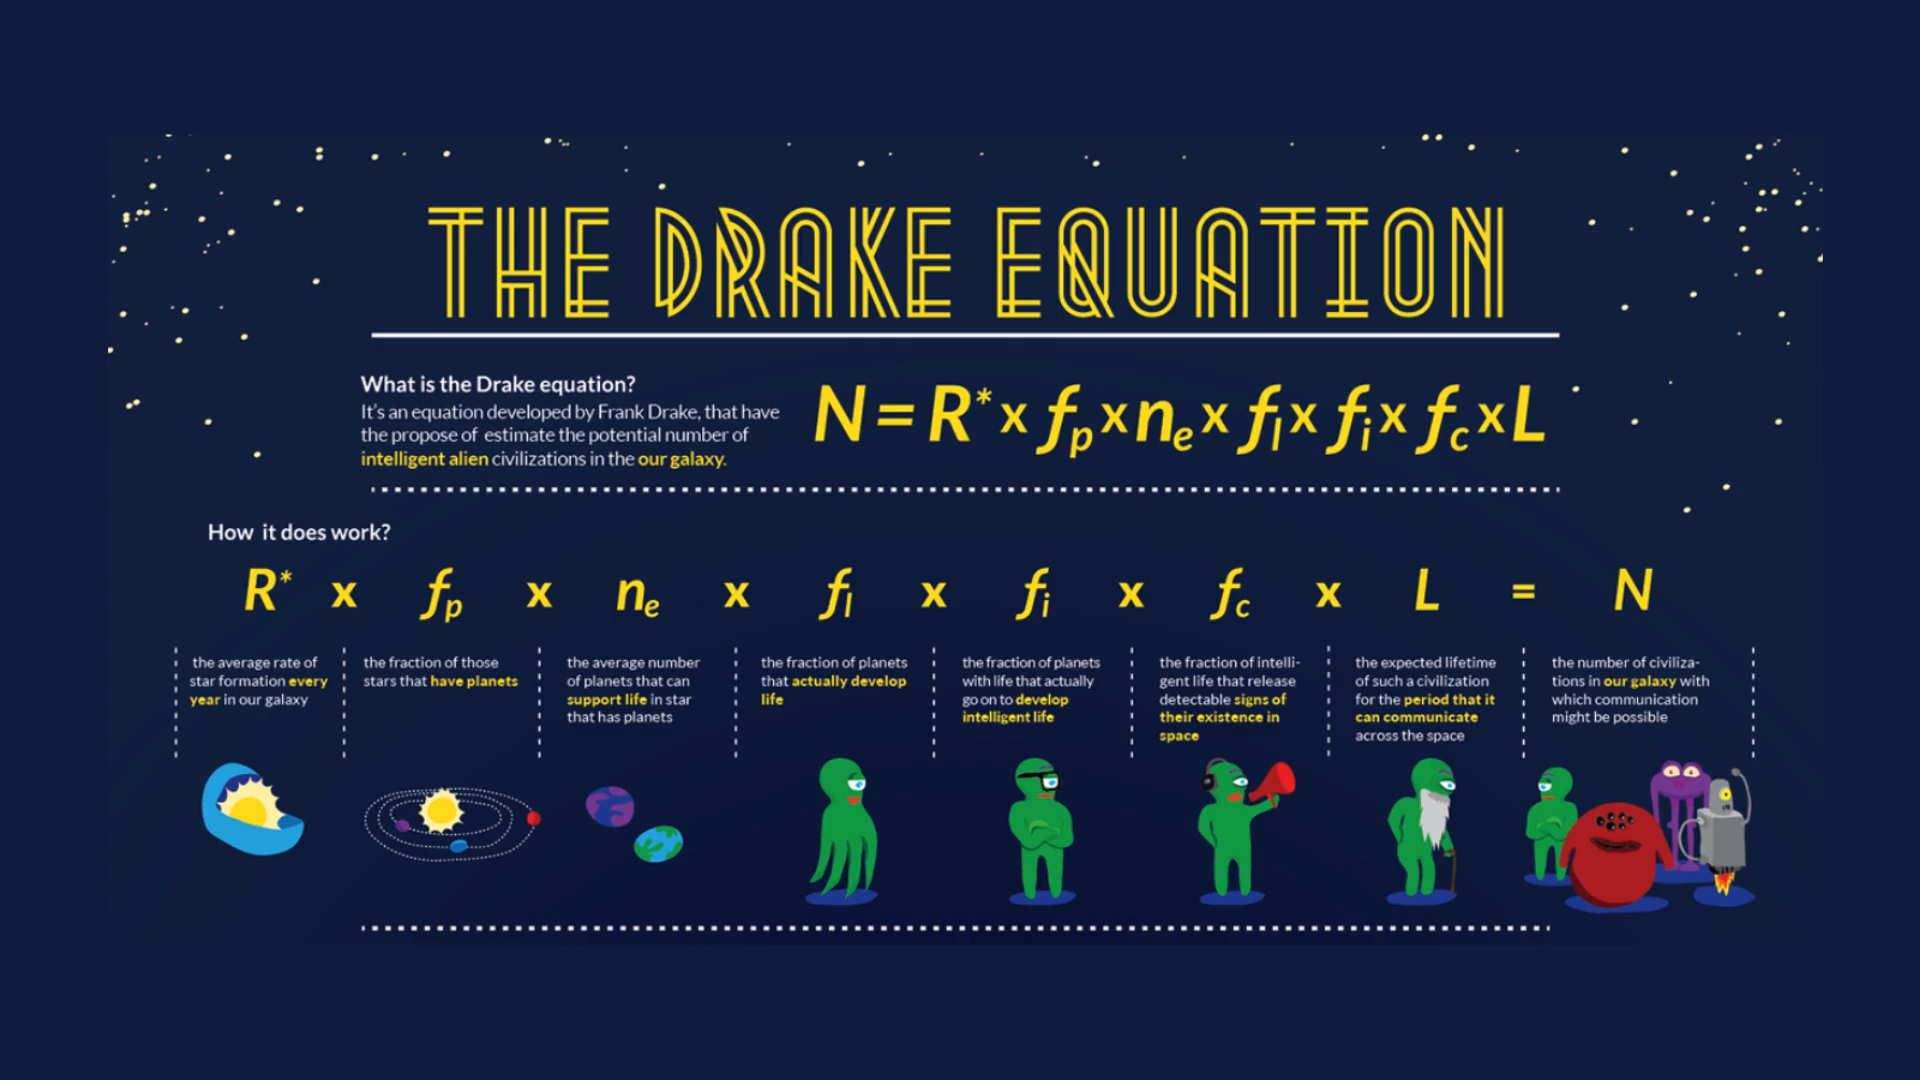 THE DRAKE EQUATION
What is the Drake equation?
It's an equation developed by Frank Drake, that have
the propose of estimate the potential number of
intelligent alien civilizations in the our galaxy.
N = R* x fp x ne x fl x fi x fc x L
How it does work?
R* x fp x ne x fl x fi x fc x L = N
the average rate of
star formation every
year in our galaxy
the fraction of those
stars that have planets
the average number
of planets that can
support life in star
that has planets
the fraction of planets
that actually develop
life
the fraction of planets
with life that actually
go on to develop
intelligent life
the fraction of intelli-
gent life that release
detectable signs of
their existence in
space
the expected lifetime
of such a civilization
for the period that it
can communicate
across the space
the number of civiliza-
tions in our galaxy with
which communication
might be possible